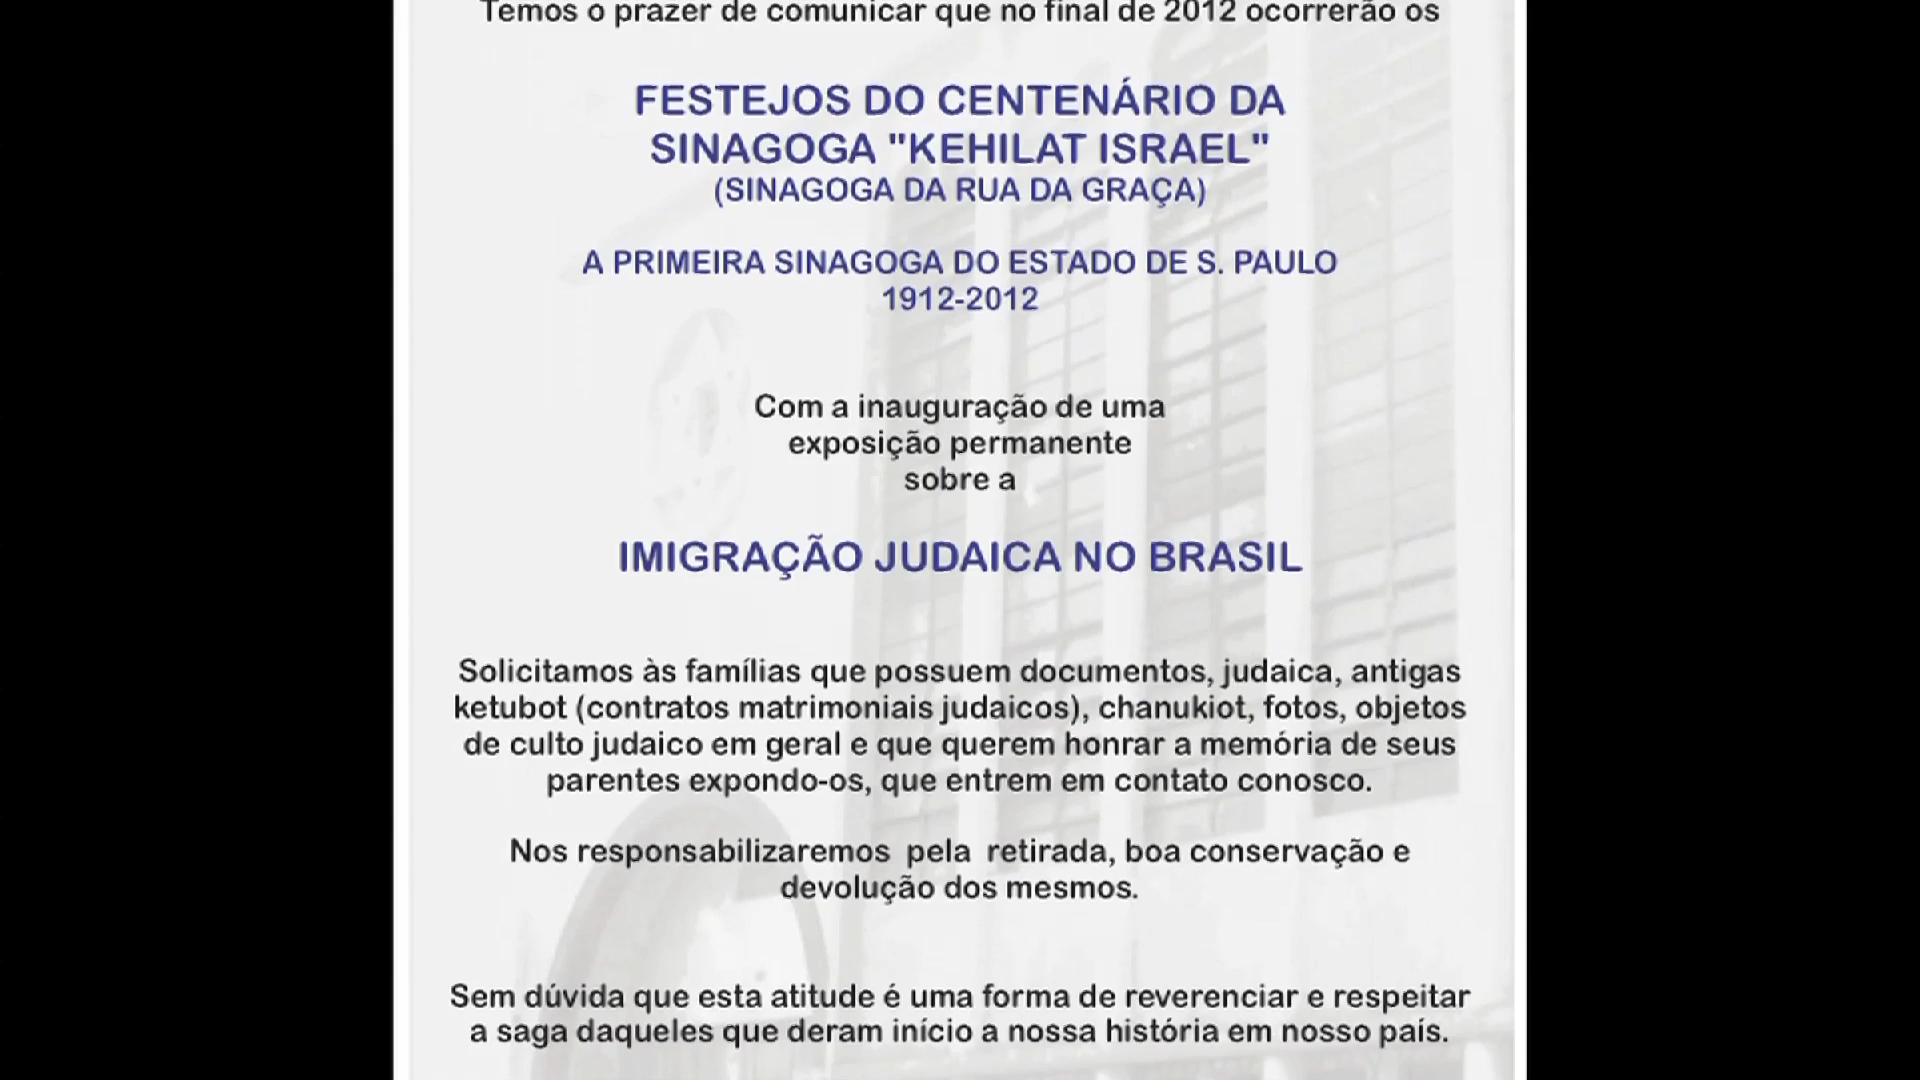 Temos o prazer de comunicar que no final de 2012 ocorrerão os
FESTEJOS DO CENTENÁRIO DA
SINAGOGA "KEHILAT ISRAEL"
(SINAGOGA DA RUA DA GRAÇA)
A PRIMEIRA SINAGOGA DO ESTADO DE S. PAULO
1912-2012
Com a inauguração de uma
exposição permanente
sobre a
IMIGRAÇÃO JUDAICA NO BRASIL
Solicitamos às famílias que possuem documentos, judaica, antigas
ketubot (contratos matrimoniais judaicos), chanukiot, fotos, objetos
de culto judaico em geral e que querem honrar a memória de seus
parentes expondo-os, que entrem em contato conosco.
Nos responsabilizaremos pela retirada, boa conservação e
devolução dos mesmos.
Sem dúvida que esta atitude é uma forma de reverenciar e respeitar
a saga daqueles que deram início a nossa história em nosso país.